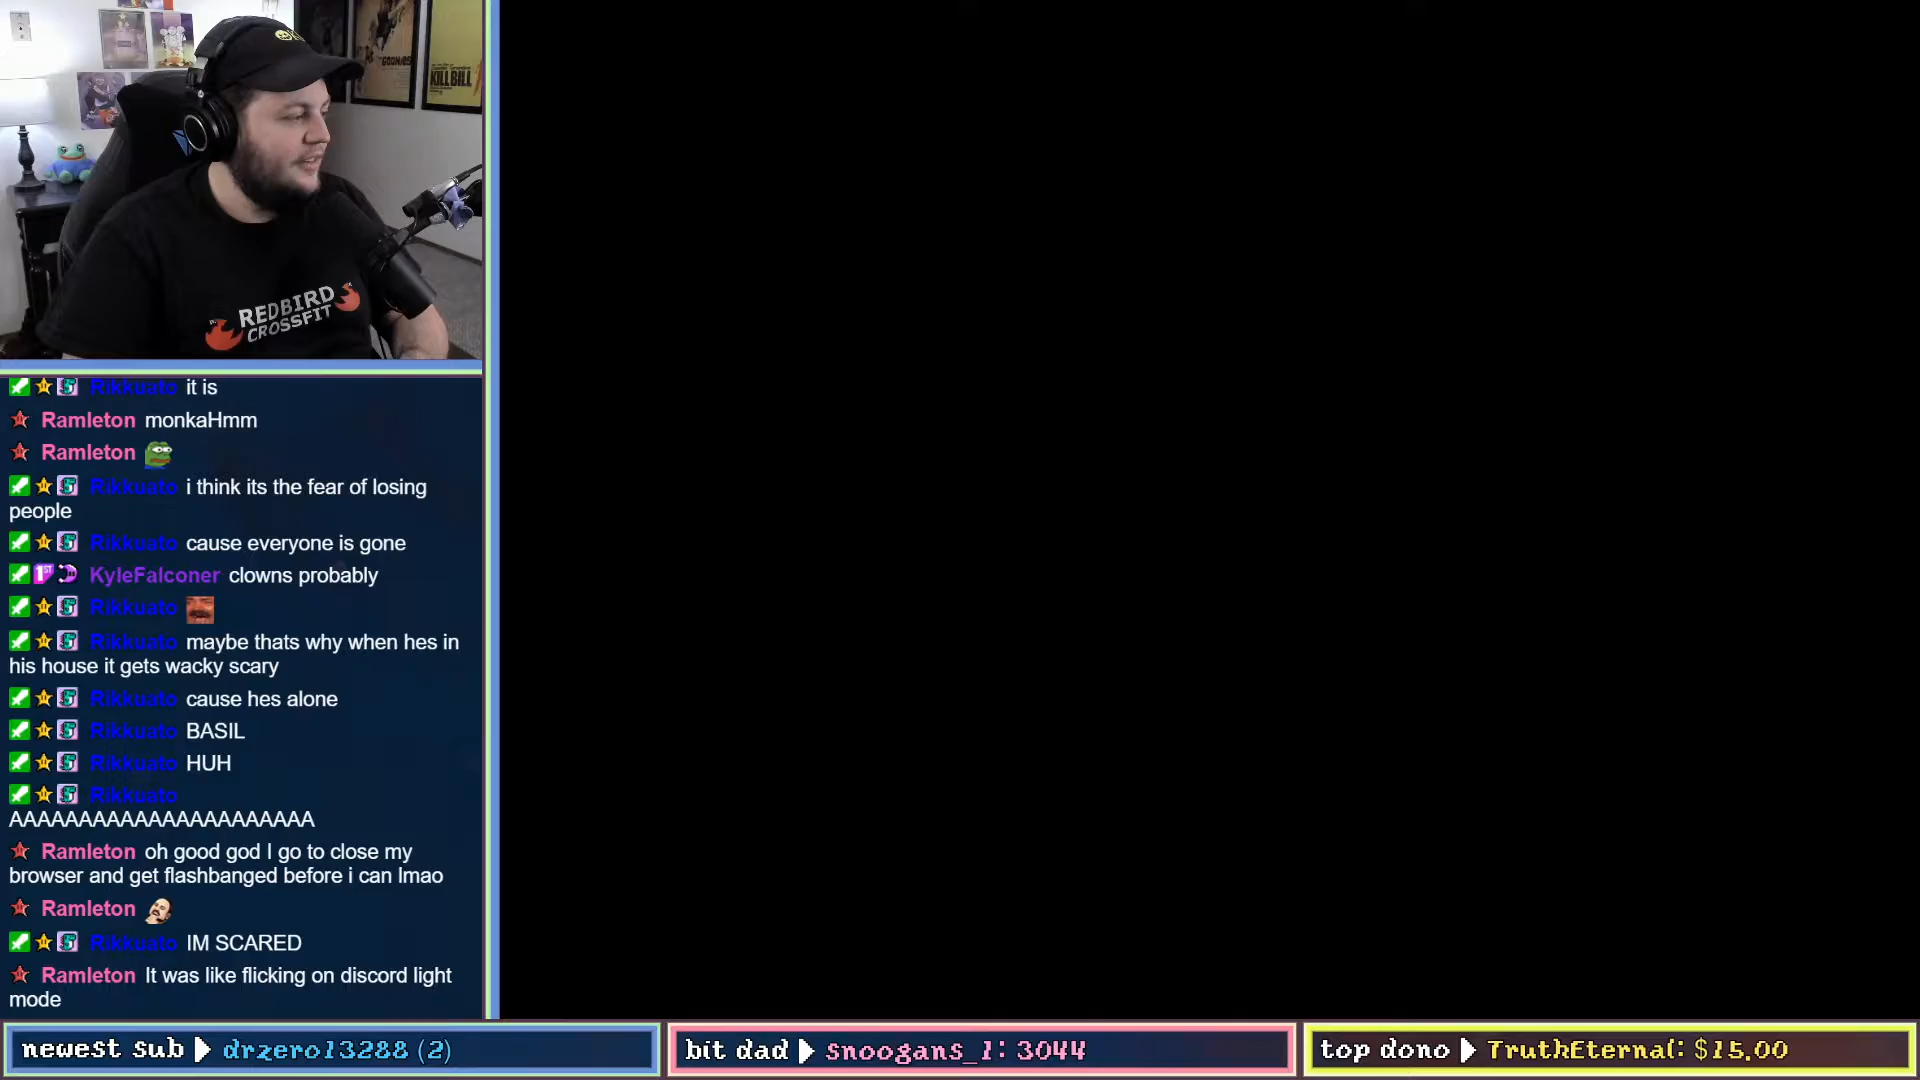 THE GOONIES
KILL BILL
REDBIRD
CROSSFIT
Rikkuato it is
Ramleton monkaHmm
Ramleton
Rikkuato i think its the fear of losing
people
Rikkuato cause everyone is gone
1ST KyleFalconer clowns probably
Rikkuato
Rikkuato maybe thats why when hes in
his house it gets wacky scary
Rikkuato cause hes alone
Rikkuato BASIL
Rikkuato HUH
Rikkuato
AAAAAAAAAAAAAAAAAAAAAA
Ramleton oh good god I go to close my
browser and get flashbanged before i can lmao
Ramleton
Rikkuato IM SCARED
Ramleton It was like flicking on discord light
mode
newest sub drzero13288 (2)
bit dad snoogans_1: 3044
top dono TruthEternal: $15.00